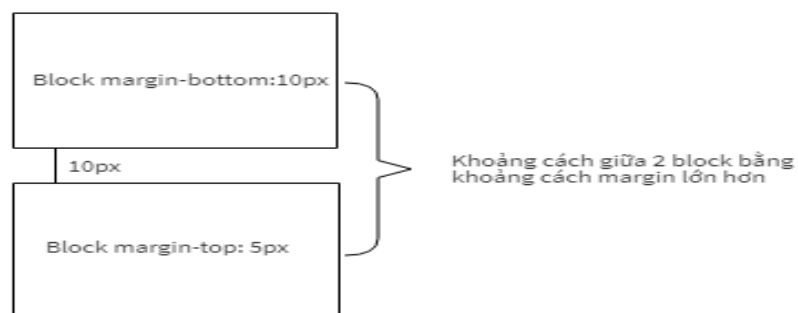 Block margin-bottom:10px
10px
Khoảng cách giữa 2 block bằng
khoảng cách margin lớn hơn
Block margin-top: 5px